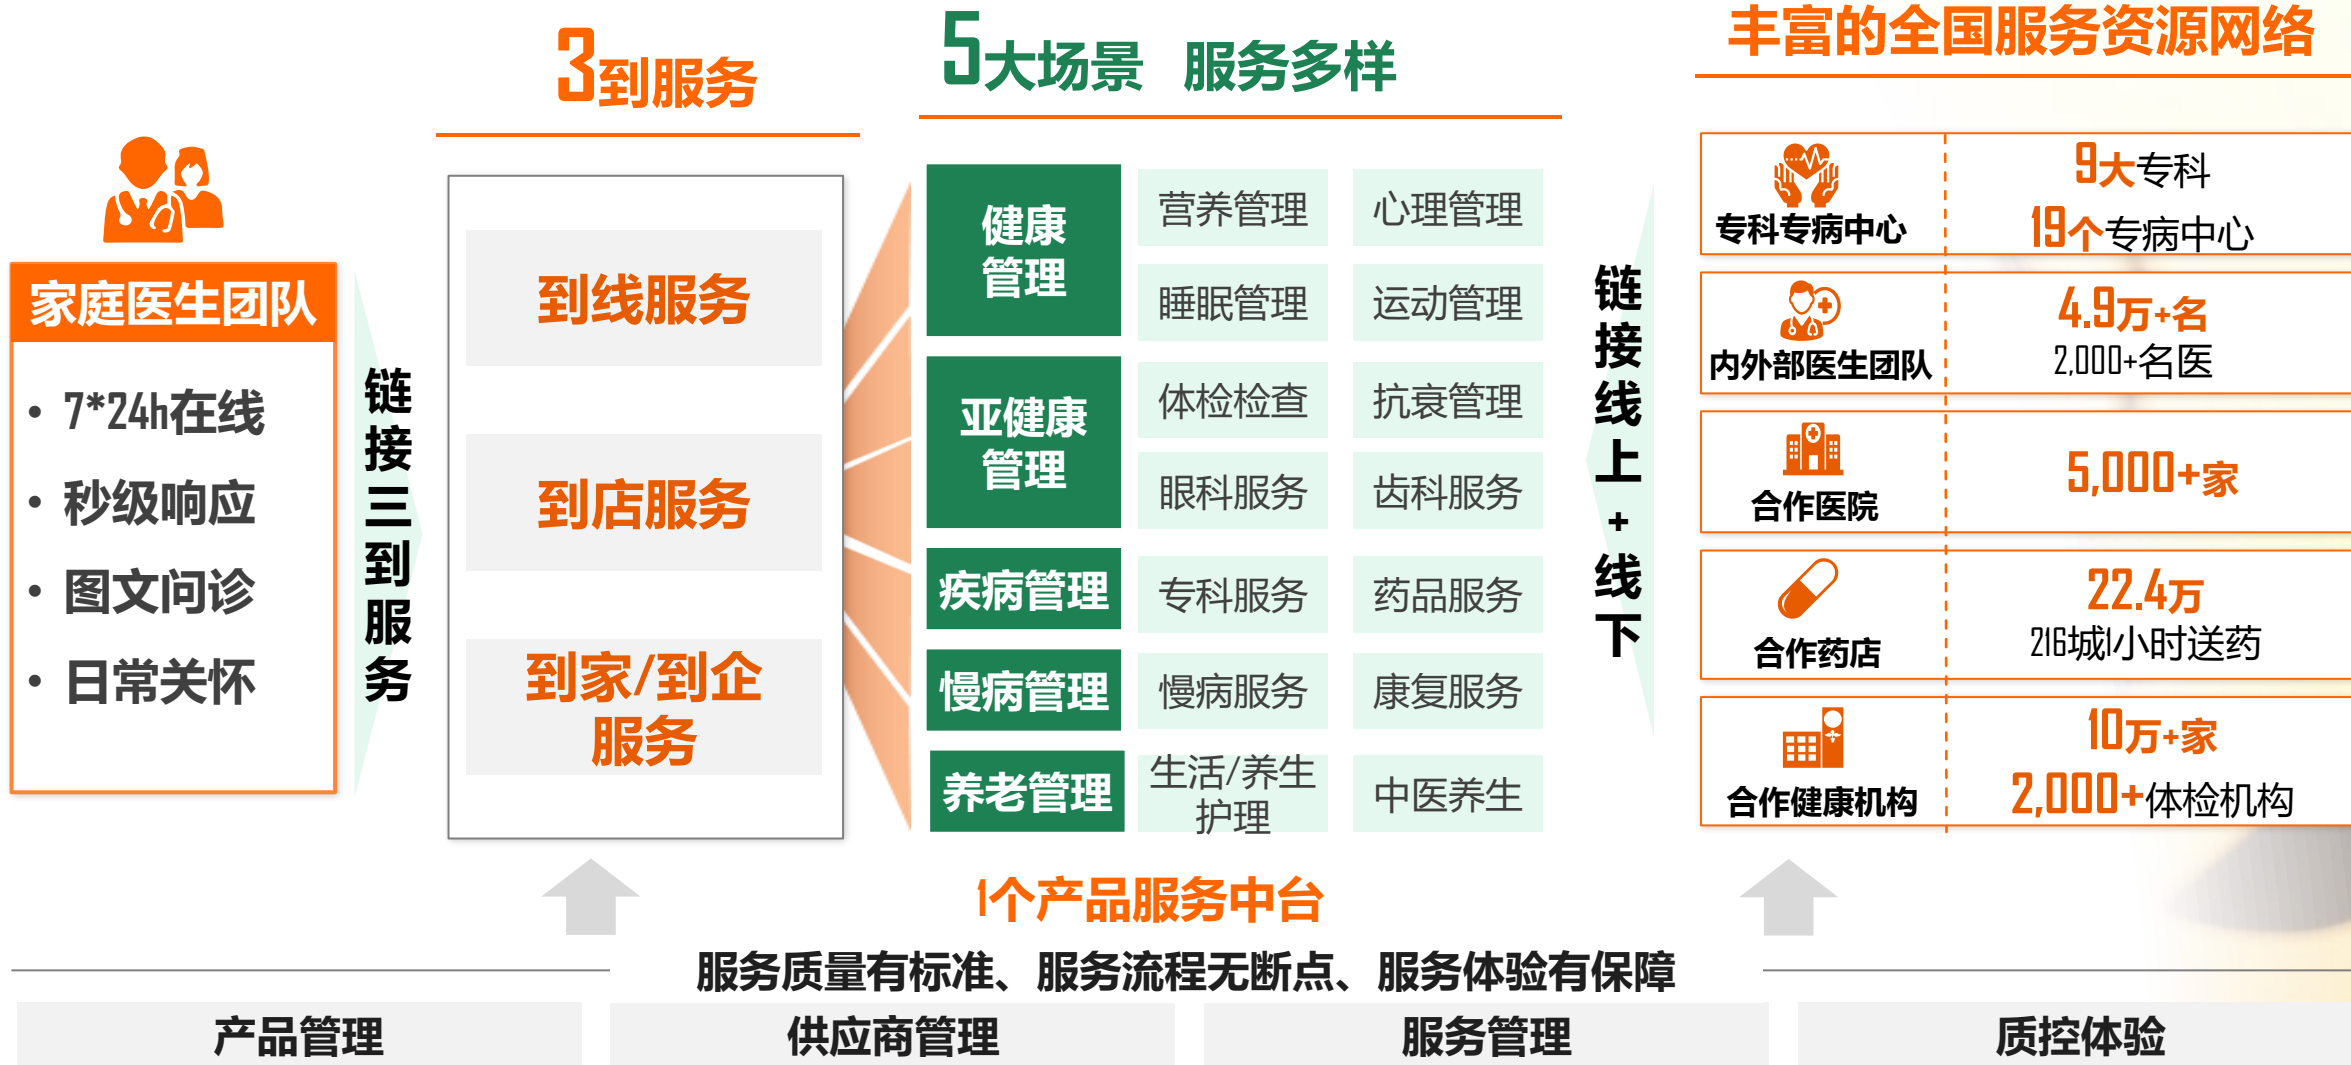 3到服务
5大场景 服务多样
丰富的全国服务资源网络
家庭医生团队
• 7*24h在线
• 秒级响应
• 图文问诊
• 日常关怀
链接三到服务
到线服务
到店服务
到家/到企
服务
健康
管理
营养管理
心理管理
睡眠管理
运动管理
亚健康
管理
体检检查
抗衰管理
眼科服务
齿科服务
疾病管理
专科服务
药品服务
慢病管理
慢病服务
康复服务
养老管理
生活/养生
护理
中医养生
链接线上+线下
专科专病中心
9大专科
19个专病中心
内外部医生团队
4.9万+名
2,000+名医
合作医院
5,000+家
合作药店
22.4万
216城1小时送药
合作健康机构
10万+家
2,000+体检机构
1个产品服务中台
服务质量有标准、服务流程无断点、服务体验有保障
产品管理
供应商管理
服务管理
质控体验